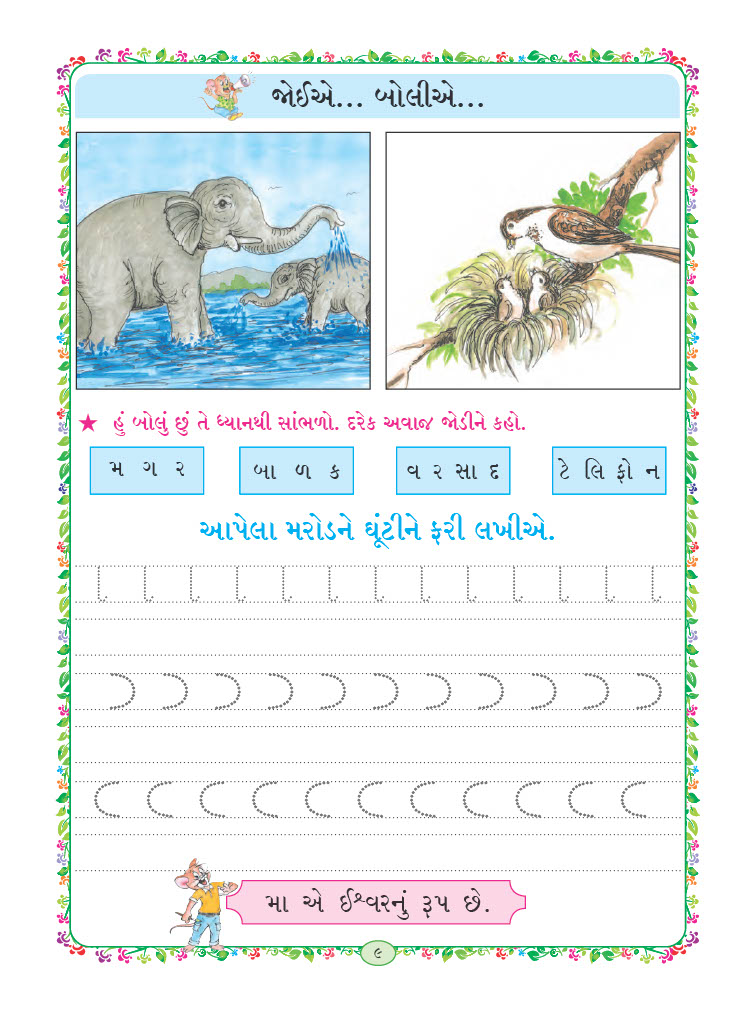 જોઈએ... બોલીએ...
★ હું બોલું છું તે ધ્યાનથી સાંભળો. દરેક અવાજ જોડીને કહો.
મ ગ ર
બા ળ ક
વ ર સા દ
ટે લિ ફો ન
આપેલા મરોડને ઘૂંટીને ફરી લખીએ.
મા એ ઈશ્વરનું રૂપ છે.
૯